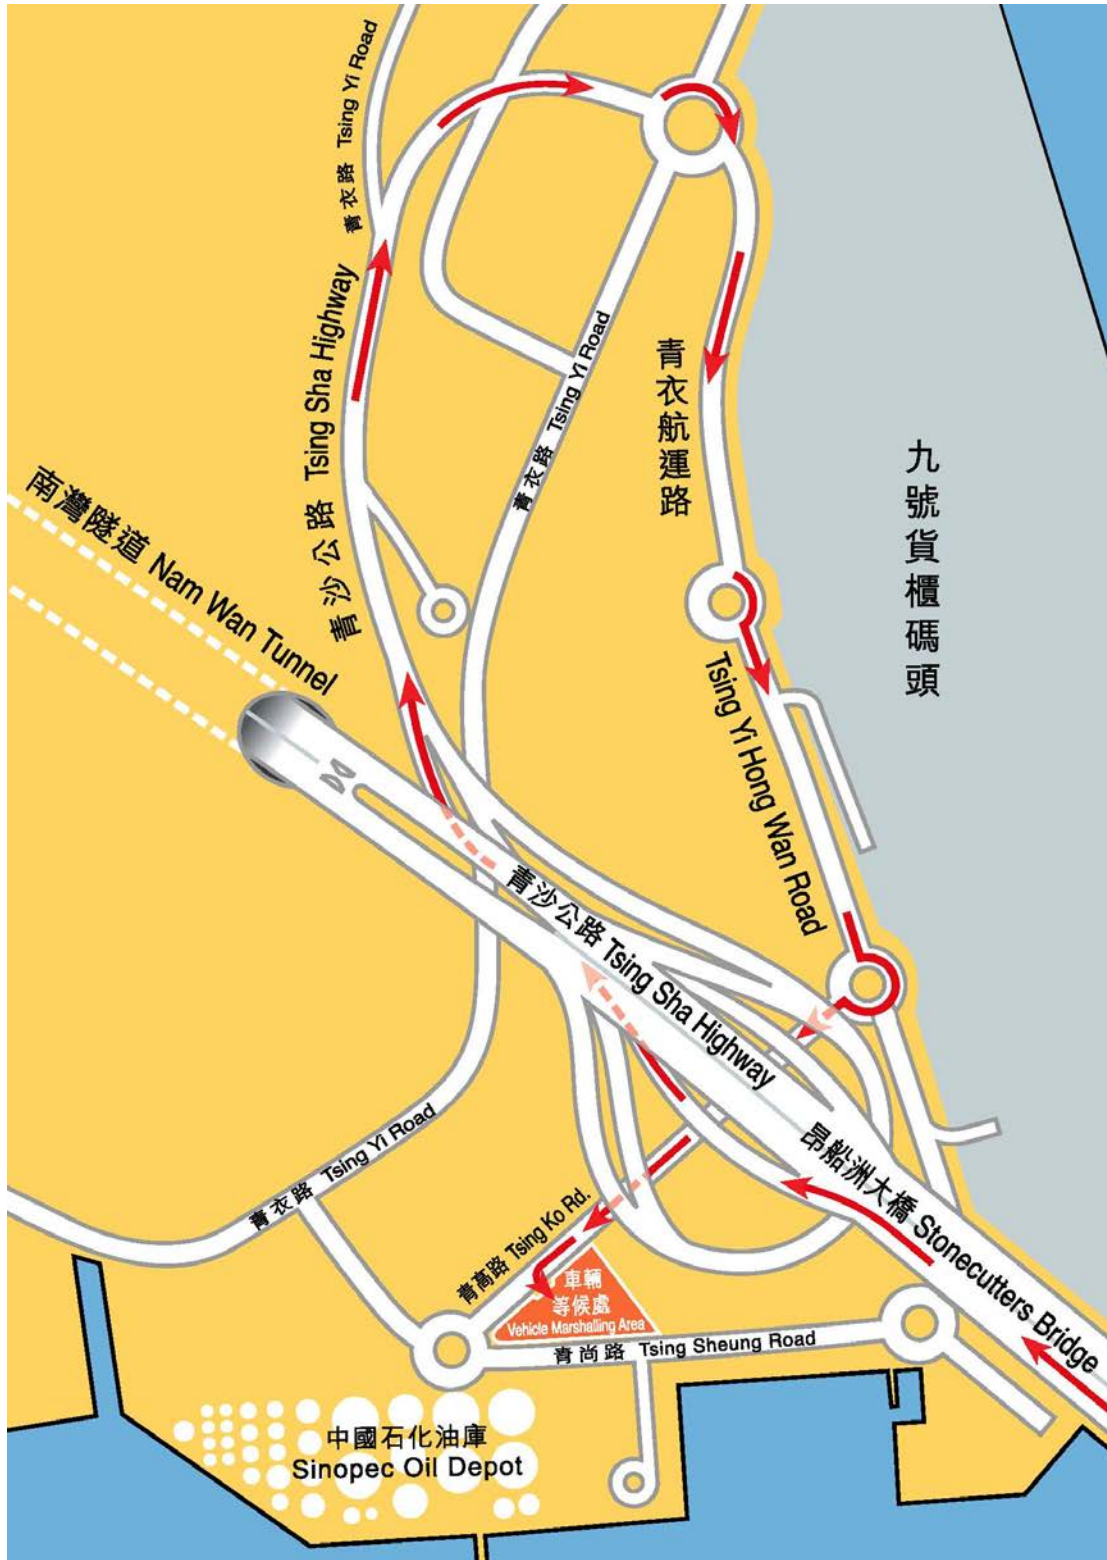 青衣路 Tsing Yi Road
青沙公路 Tsing Sha Highway
青衣路 Tsing Yi Road
青衣航運路
Tsing Yi Hong Wan Road
九號貨櫃碼頭
南灣隧道 Nam Wan Tunnel
青沙公路 Tsing Sha Highway
昂船洲大橋 Stonecutters Bridge
青衣路 Tsing Yi Road
青高路 Tsing Ko Rd.
車輛
等候處
Vehicle Marshalling Area
青尚路 Tsing Sheung Road
中國石化油庫
Sinopec Oil Depot